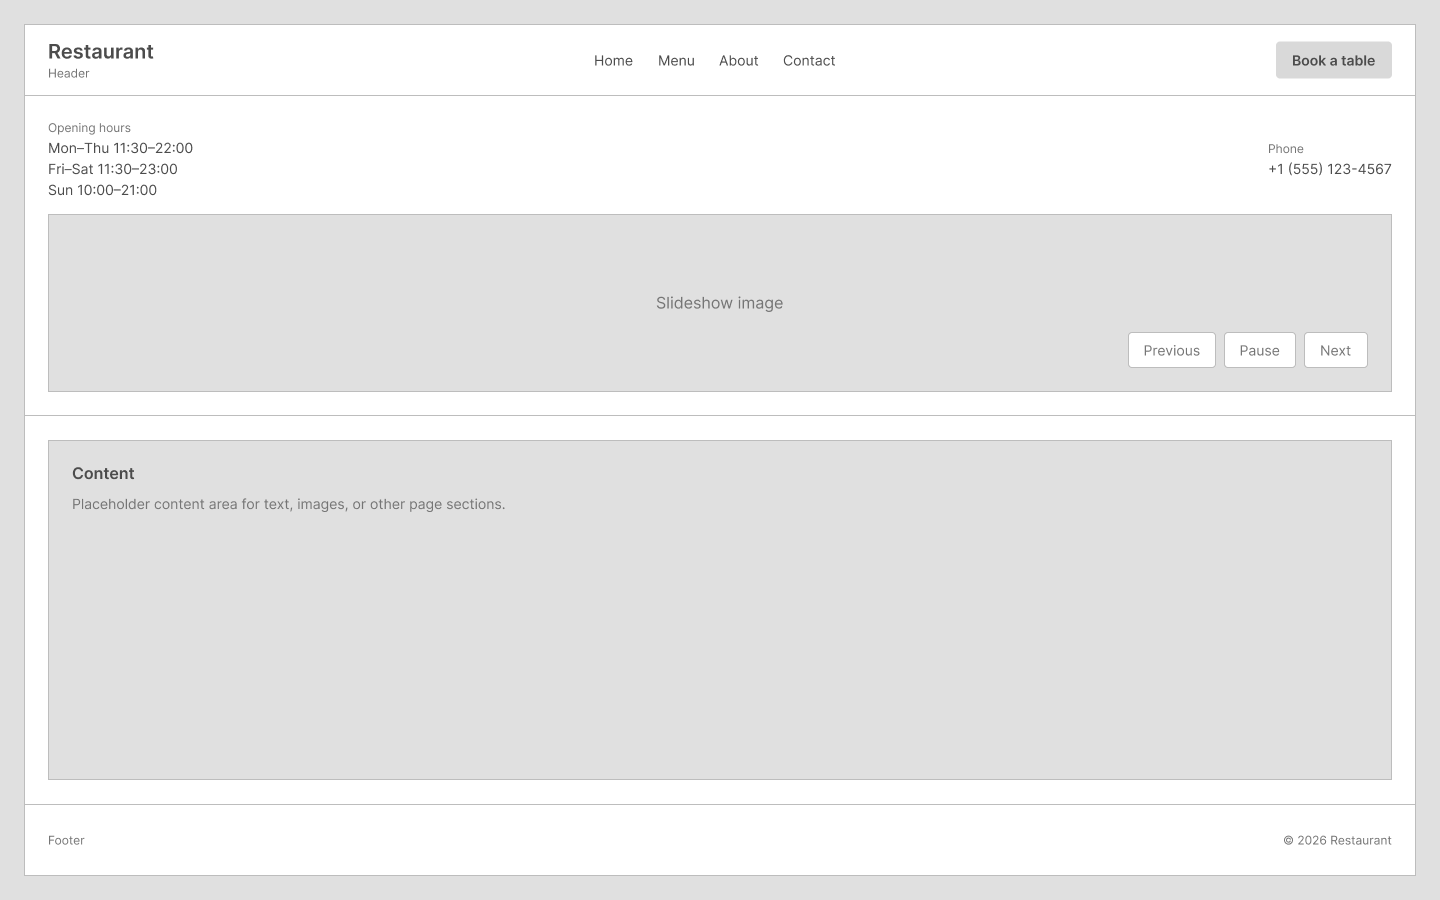 Restaurant
Header
Home Menu About Contact
Book a table
Opening hours
Mon–Thu 11:30–22:00
Fri–Sat 11:30–23:00
Sun 10:00–21:00
Phone
+1 (555) 123-4567
Slideshow image
Previous Pause Next
Content
Placeholder content area for text, images, or other page sections.
Footer
© 2026 Restaurant